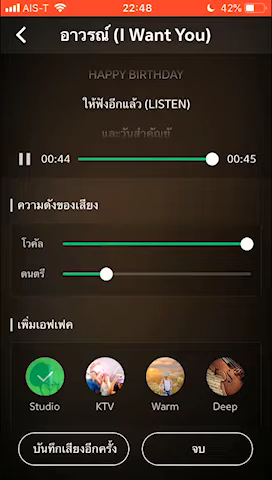 AIS-T 22:48 42%
อาวรณ์ (I Want You)
HAPPY BIRTHDAY
ให้ฟังอีกแล้ว (LISTEN)
และวันสำคัญยั
00:44 00:45
ความดังของเสียง
โวคัล
ดนตรี
เพิ่มเอฟเฟค
Studio KTV Warm Deep
บันทึกเสียงอีกครั้ง จบ